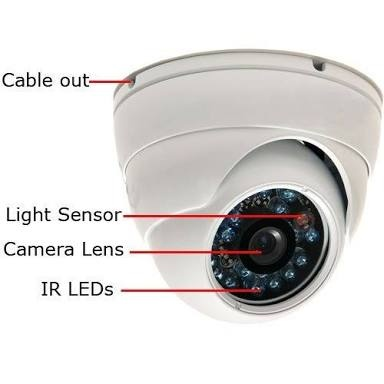 Cable out
Light Sensor
Camera Lens
IR LEDs